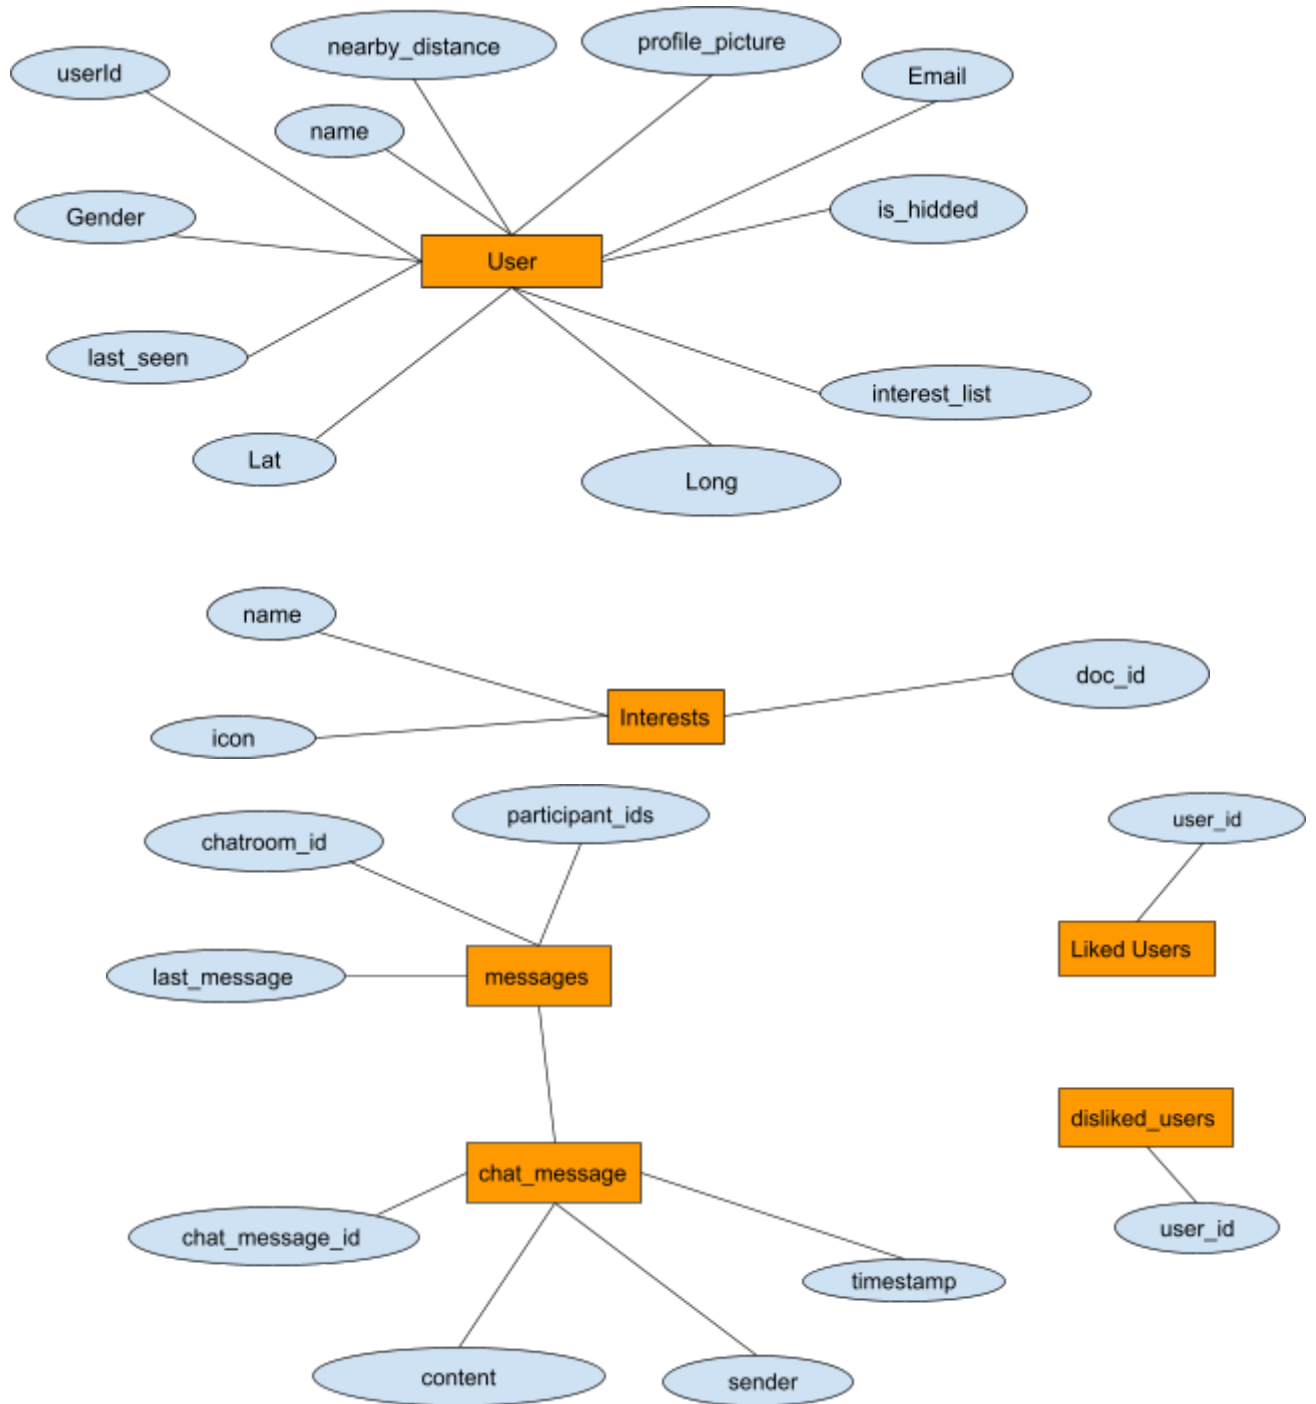 nearby_distance
profile_picture
userId
Email
name
Gender
is_hidded
User
last_seen
interest_list
Lat
Long
name
doc_id
Interests
icon
participant_ids
user_id
chatroom_id
Liked Users
last_message
messages
disliked_users
chat_message
user_id
chat_message_id
timestamp
content
sender